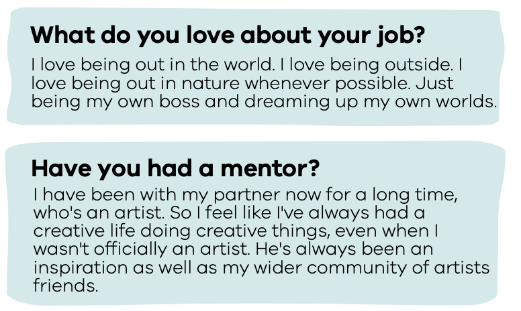 What do you love about your job?
I love being out in the world. I love being outside. I
love being out in nature whenever possible. Just
being my own boss and dreaming up my own worlds.
Have you had a mentor?
I have been with my partner now for a long time,
who's an artist. So I feel like I've always had a
creative life doing creative things, even when I
wasn't officially an artist. He's always been an
inspiration as well as my wider community of artists
friends.